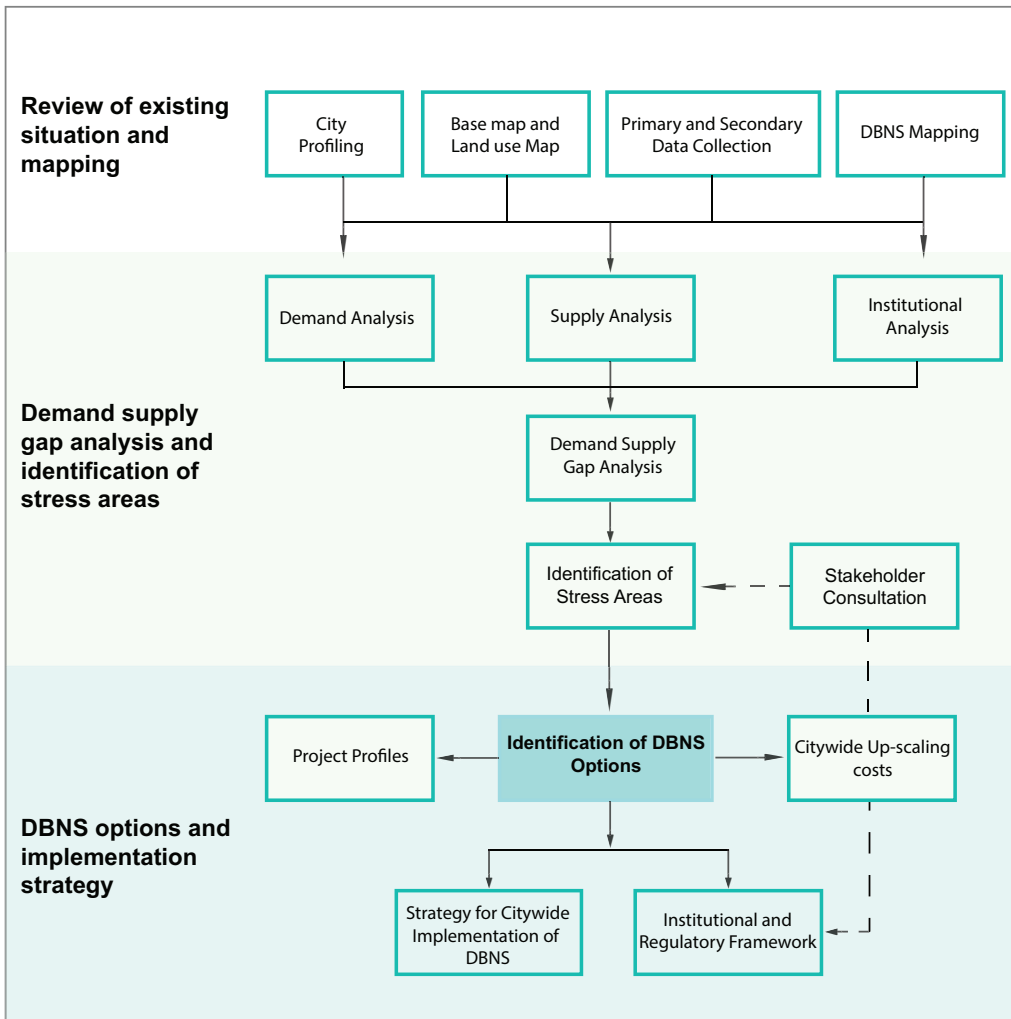 Review of existing
situation and
mapping
City
Profiling
Base map and
Land use Map
Primary and Secondary
Data Collection
DBNS Mapping
Demand supply
gap analysis and
identification of
stress areas
Demand Analysis
Supply Analysis
Institutional
Analysis
Demand Supply
Gap Analysis
Identification of
Stress Areas
Stakeholder
Consultation
DBNS options and
implementation
strategy
Project Profiles
Identification of DBNS
Options
Citywide Up-scaling
costs
Strategy for Citywide
Implementation of
DBNS
Institutional and
Regulatory Framework